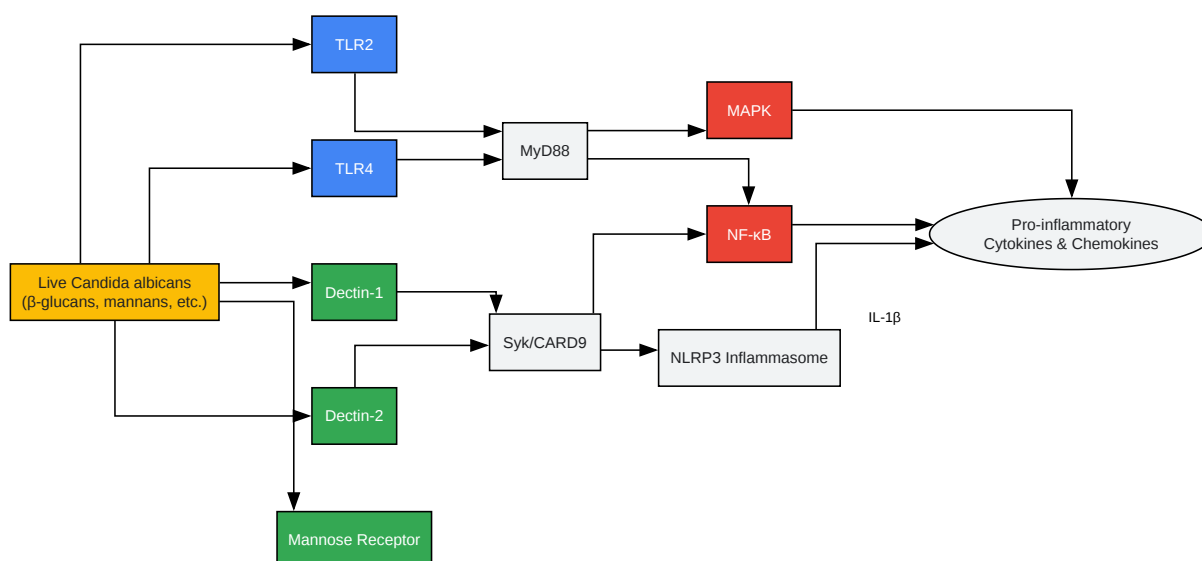 TLR2
MAPK
MyD88
TLR4
Pro-inflammatory
Cytokines & Chemokines
NF-κB
Live Candida albicans
(β-glucans, mannans, etc.)
Dectin-1
IL-1β
Syk/CARD9
NLRP3 Inflammasome
Dectin-2
Mannose Receptor